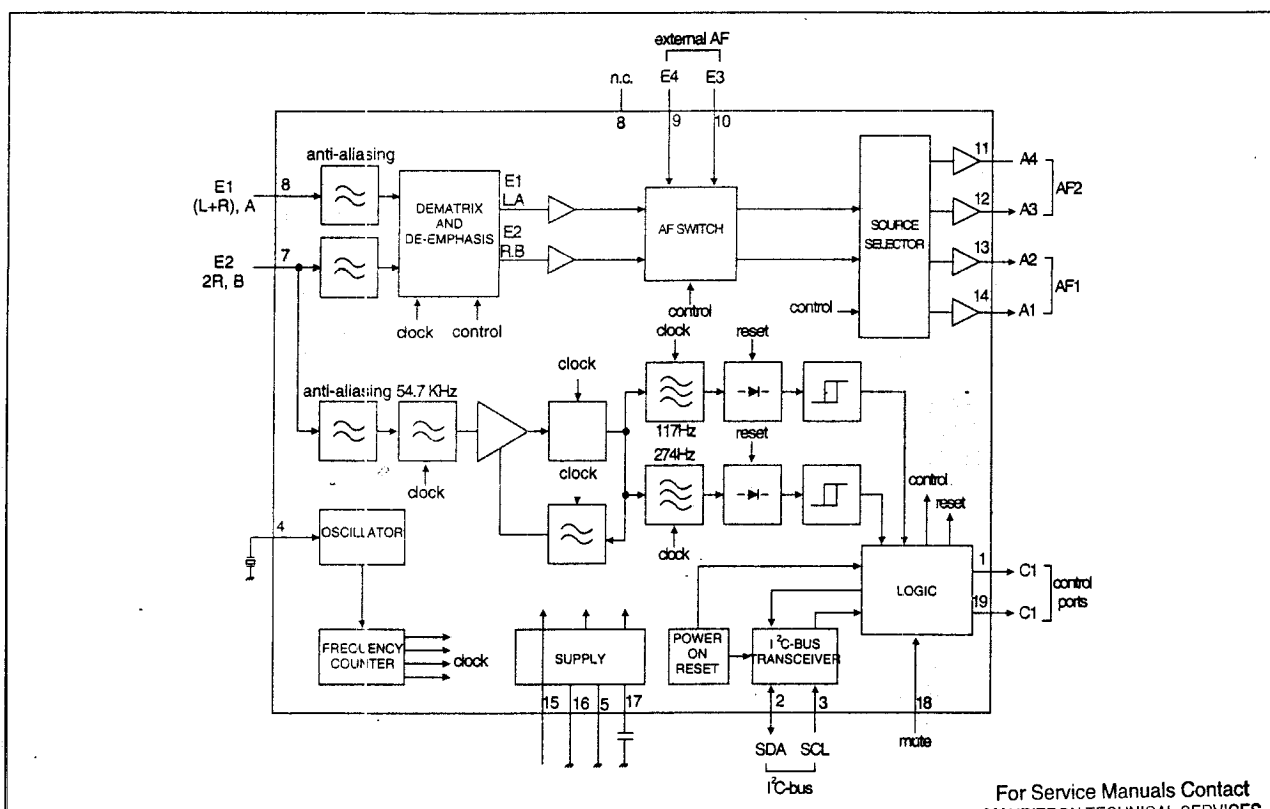 external AF
n.c. E4 E3
8 9 10
anti-aliasing
E1 8
(L+R), A
DEMATRIX
AND
DE-EMPHASIS
E1
L.A
E2
R.B
AF SWITCH
SOURCE
SELECTOR
11 A4
12 A3
AF2
13 A2
14 A1
AF1
E2 7
2R, B
clock control
control
control
anti-aliasing 54.7 KHz
clock
clock
clock
clock
reset
117Hz
274Hz
reset
clock
control
reset
4
OSCILLATOR
FREQUENCY
COUNTER
clock
SUPPLY
15 16 5 17
POWER
ON
RESET
I²C-BUS
TRANSCEIVER
LOGIC
1 C1
19 C1
control
ports
2 3 18
SDA SCL mute
I²C-bus
For Service Manuals Contact